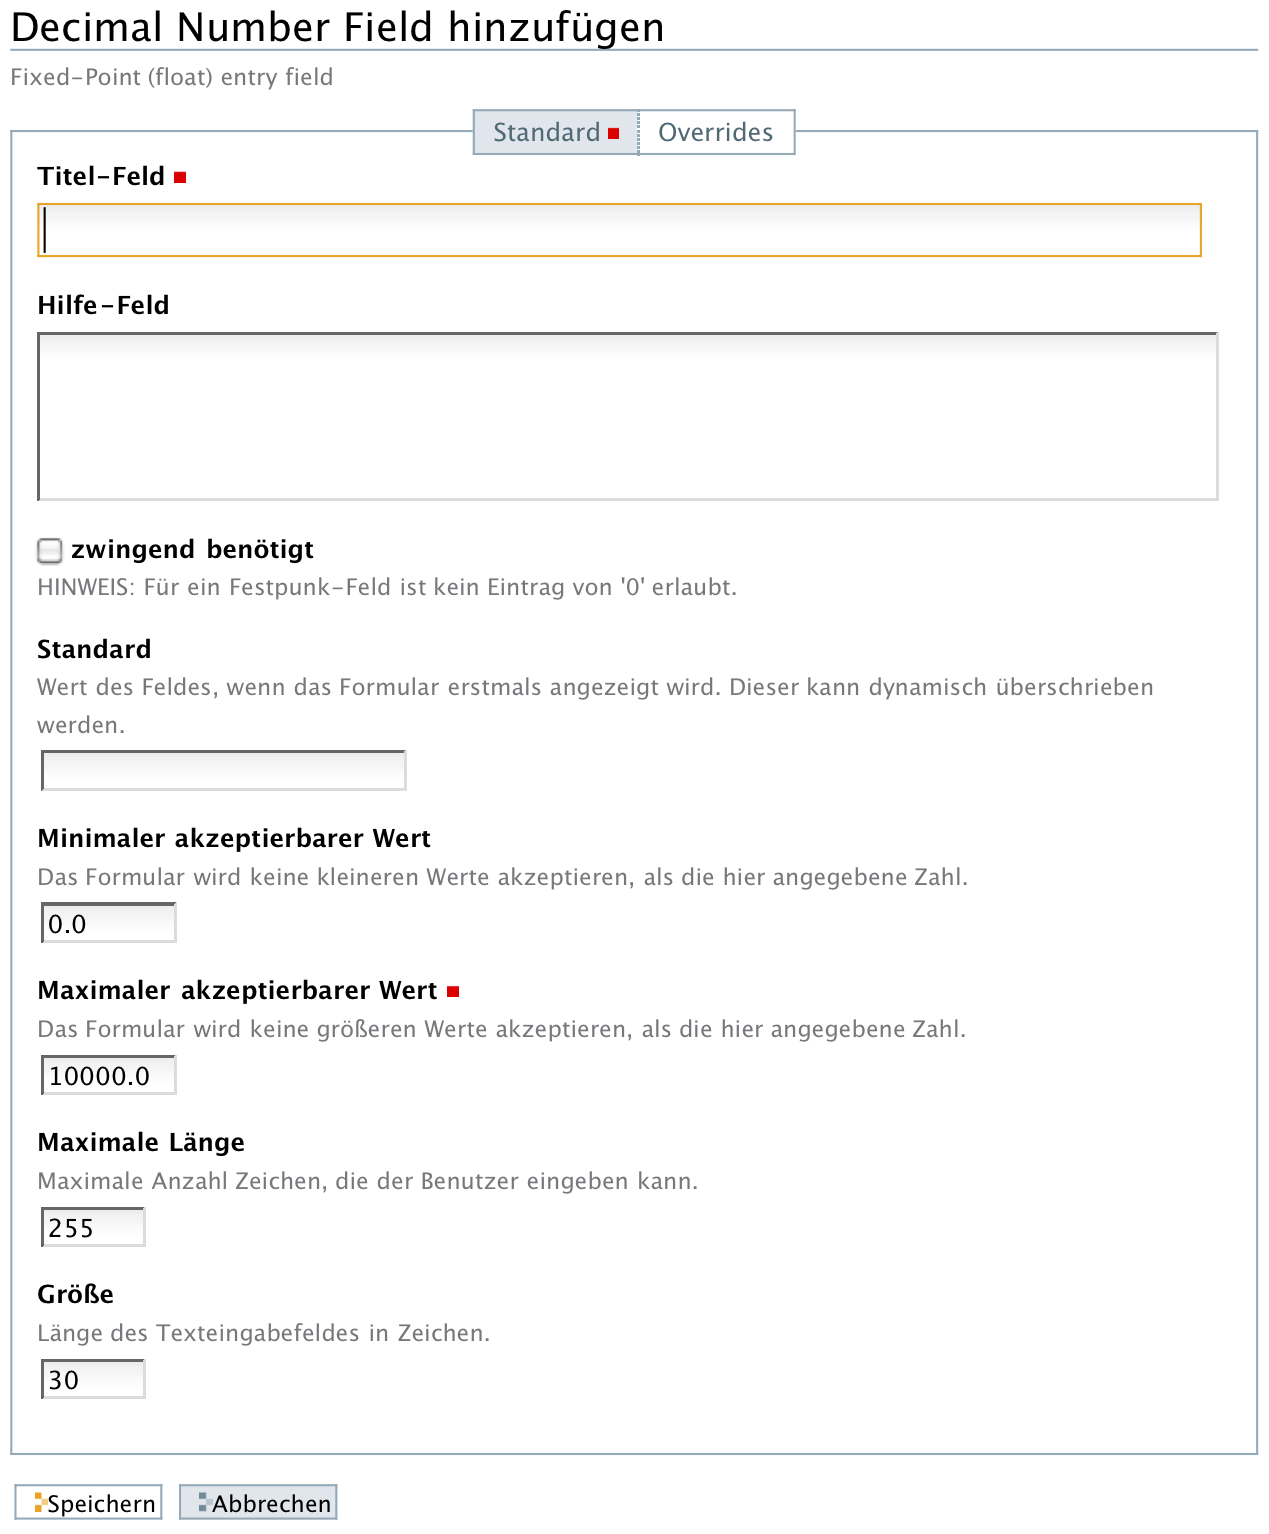 Decimal Number Field hinzufügen
Fixed-Point (float) entry field
Standard Overrides
Titel-Feld
Hilfe-Feld
zwingend benötigt
HINWEIS: Für ein Festpunk-Feld ist kein Eintrag von '0' erlaubt.
Standard
Wert des Feldes, wenn das Formular erstmals angezeigt wird. Dieser kann dynamisch überschrieben
werden.
Minimaler akzeptierbarer Wert
Das Formular wird keine kleineren Werte akzeptieren, als die hier angegebene Zahl.
0.0
Maximaler akzeptierbarer Wert
Das Formular wird keine größeren Werte akzeptieren, als die hier angegebene Zahl.
10000.0
Maximale Länge
Maximale Anzahl Zeichen, die der Benutzer eingeben kann.
255
Größe
Länge des Texteingabefeldes in Zeichen.
30
Speichern Abbrechen